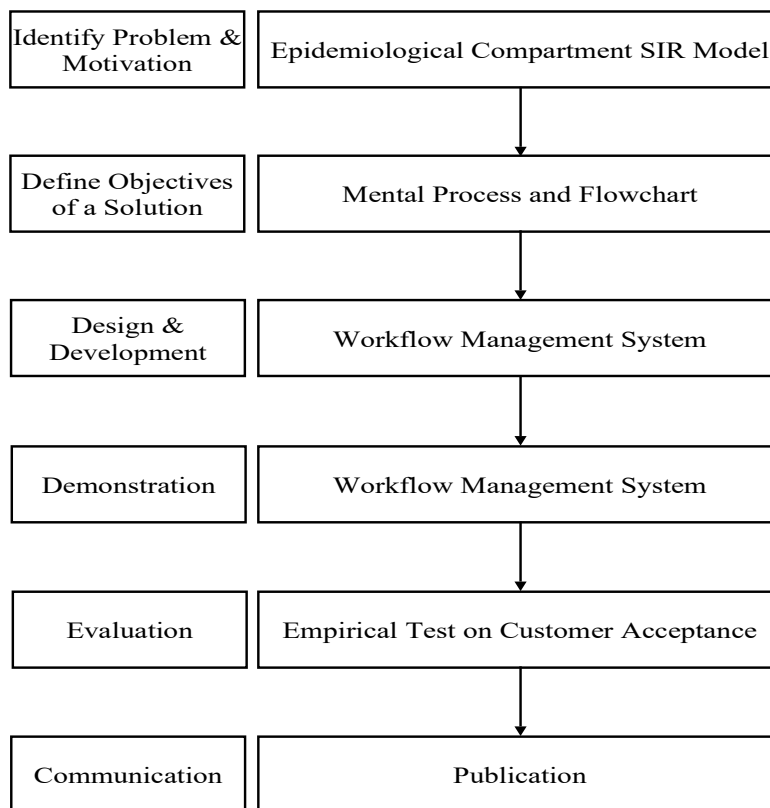 Identify Problem &
Motivation
Epidemiological Compartment SIR Model
Define Objectives
of a Solution
Mental Process and Flowchart
Design &
Development
Workflow Management System
Demonstration
Workflow Management System
Evaluation
Empirical Test on Customer Acceptance
Communication
Publication